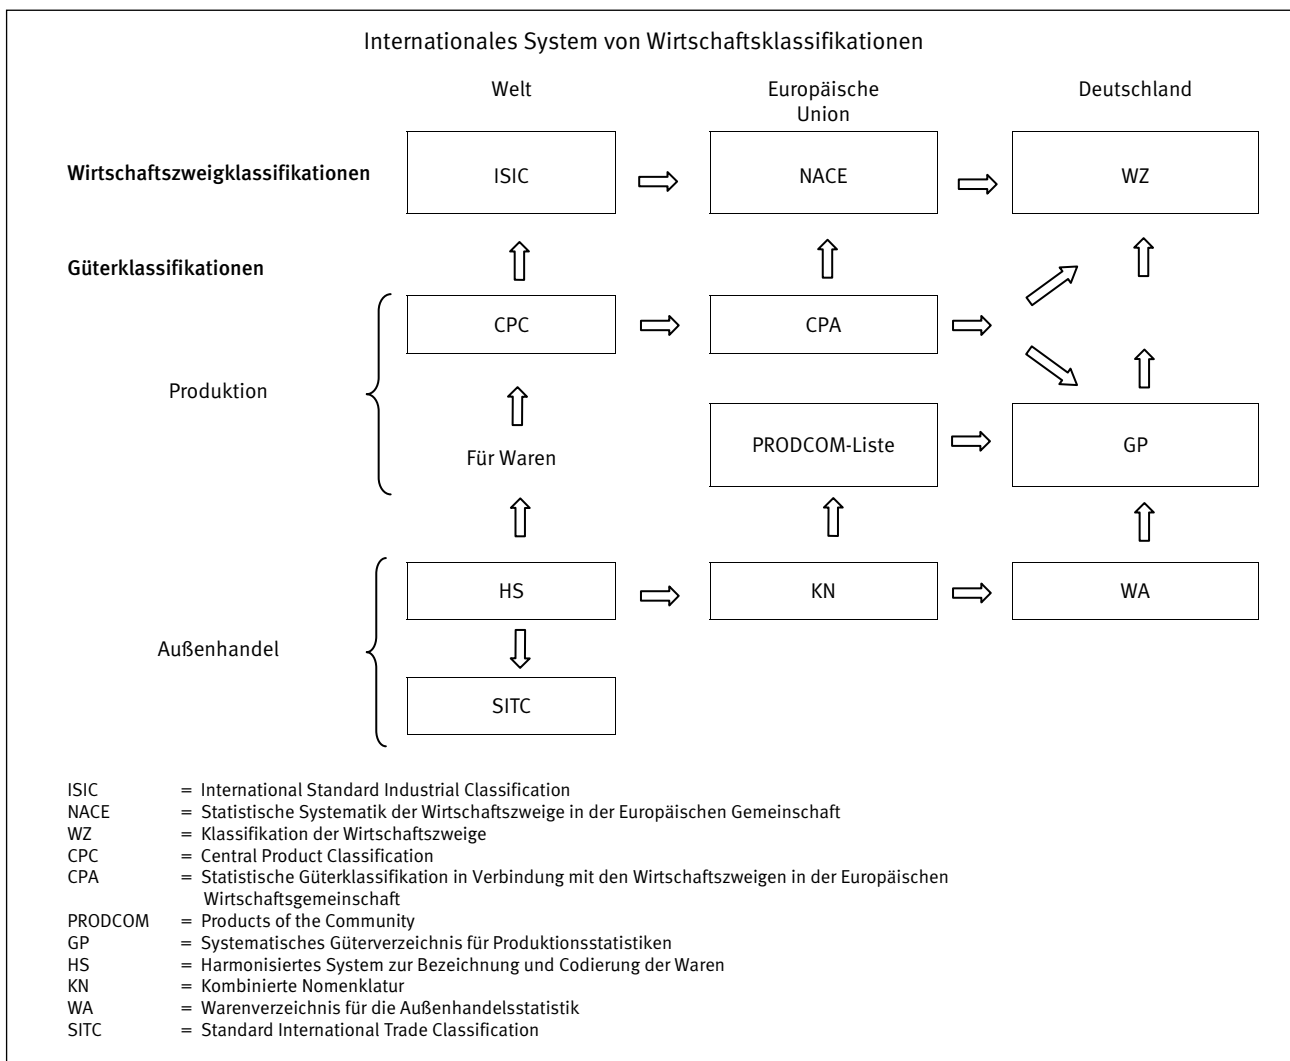 Internationales System von Wirtschaftsklassifikationen
Welt
Europäische
Union
Deutschland
Wirtschaftszweigklassifikationen
ISIC
NACE
WZ
Güterklassifikationen
CPC
CPA
Produktion
Für Waren
PRODCOM-Liste
GP
HS
KN
WA
Außenhandel
SITC
ISIC = International Standard Industrial Classification
NACE = Statistische Systematik der Wirtschaftszweige in der Europäischen Gemeinschaft
WZ = Klassifikation der Wirtschaftszweige
CPC = Central Product Classification
CPA = Statistische Güterklassifikation in Verbindung mit den Wirtschaftszweigen in der Europäischen
Wirtschaftsgemeinschaft
PRODCOM = Products of the Community
GP = Systematisches Güterverzeichnis für Produktionsstatistiken
HS = Harmonisiertes System zur Bezeichnung und Codierung der Waren
KN = Kombinierte Nomenklatur
WA = Warenverzeichnis für die Außenhandelsstatistik
SITC = Standard International Trade Classification